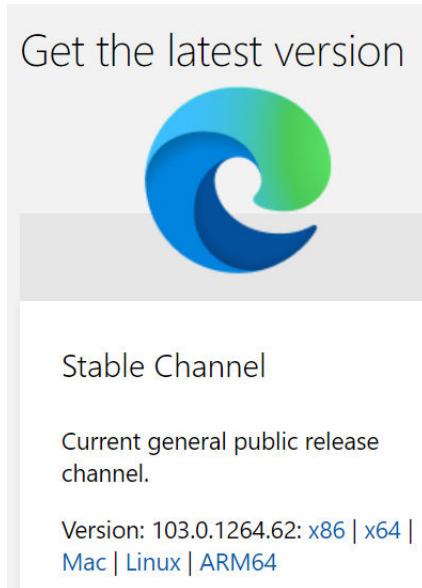 Get the latest version
Stable Channel
Current general public release
channel.
Version: 103.0.1264.62: x86 | x64 |
Mac | Linux | ARM64